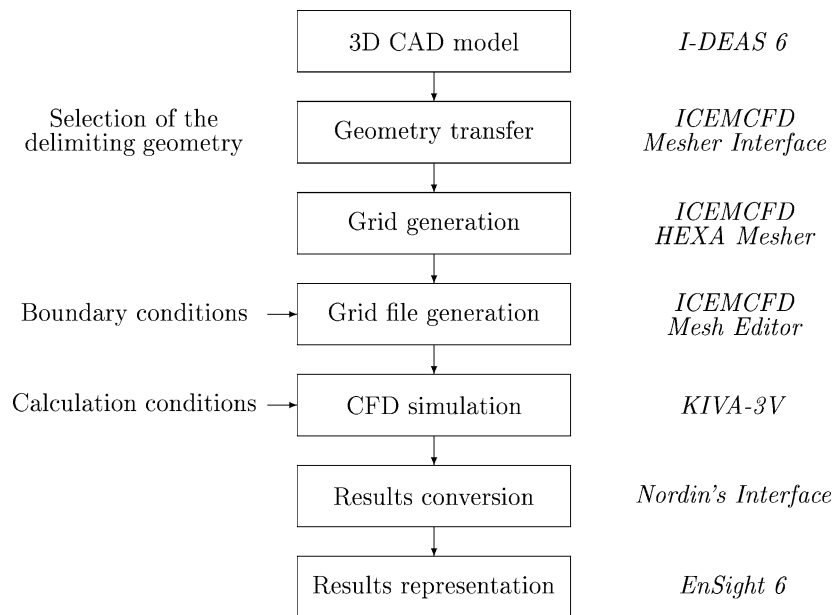 3D CAD model
I-DEAS 6
Selection of the
delimiting geometry
Geometry transfer
ICEMCFD
Mesher Interface
Grid generation
ICEMCFD
HEXA Mesher
Boundary conditions
Grid file generation
ICEMCFD
Mesh Editor
Calculation conditions
CFD simulation
KIVA-3V
Results conversion
Nordin's Interface
Results representation
EnSight 6